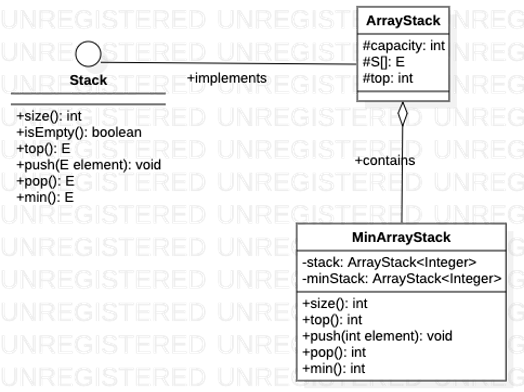 ArrayStack
#capacity: int
#S[]: E
#top: int
+implements
Stack
+size(): int
+isEmpty(): boolean
+top(): E
+push(E element): void
+pop(): E
+min(): E
+contains
MinArrayStack
-stack: ArrayStack<Integer>
-minStack: ArrayStack<Integer>
+size(): int
+top(): int
+push(int element): void
+pop(): int
+min(): int
UNREGISTERED